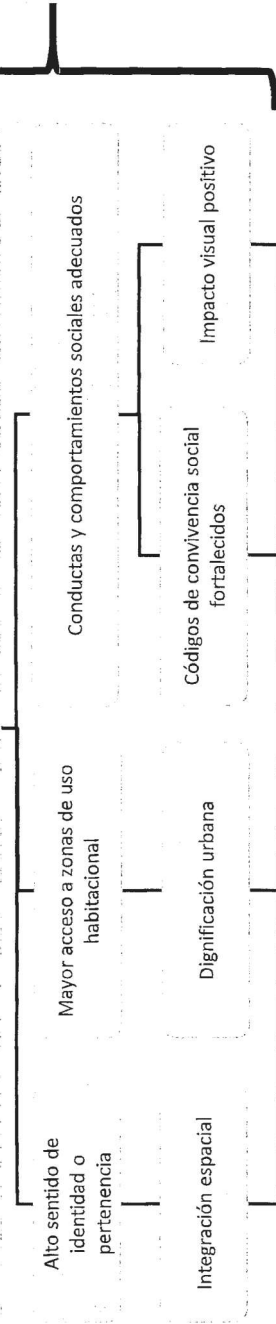 Alto sentido de
identidad o
pertenencia
Mayor acceso a zonas de uso
habitacional
Conductas y comportamientos sociales adecuados
Integración espacial
Dignificación urbana
Códigos de convivencia social
fortalecidos
Impacto visual positivo